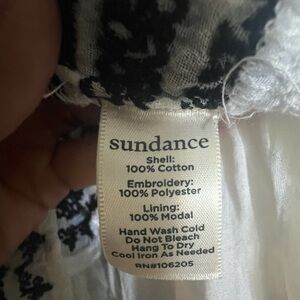 sundance
Shell:
100% Cotton
Embroidery:
100% Polyester
Lining:
100% Modal
Hand Wash Cold
Do Not Bleach
Hang To Dry
Cool Iron As Needed
RN#106205